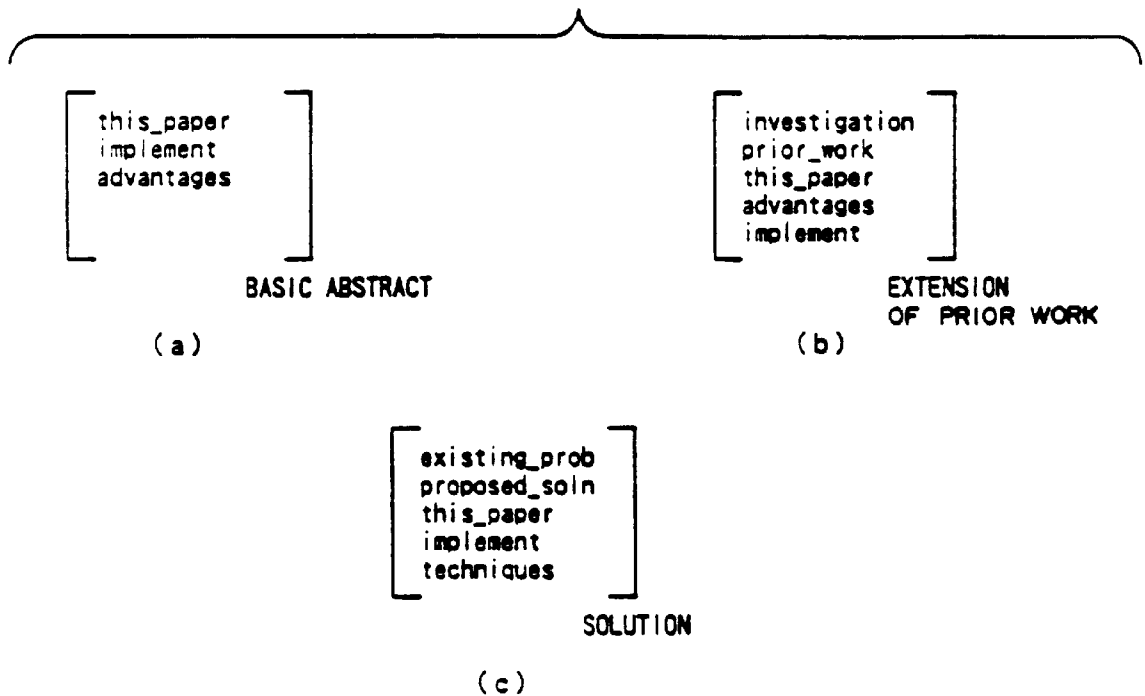 this_paper
implement
advantages
BASIC ABSTRACT
(a)
investigation
prior_work
this_paper
advantages
implement
EXTENSION
OF PRIOR WORK
(b)
existing_prob
proposed_soln
this_paper
implement
techniques
SOLUTION
(c)